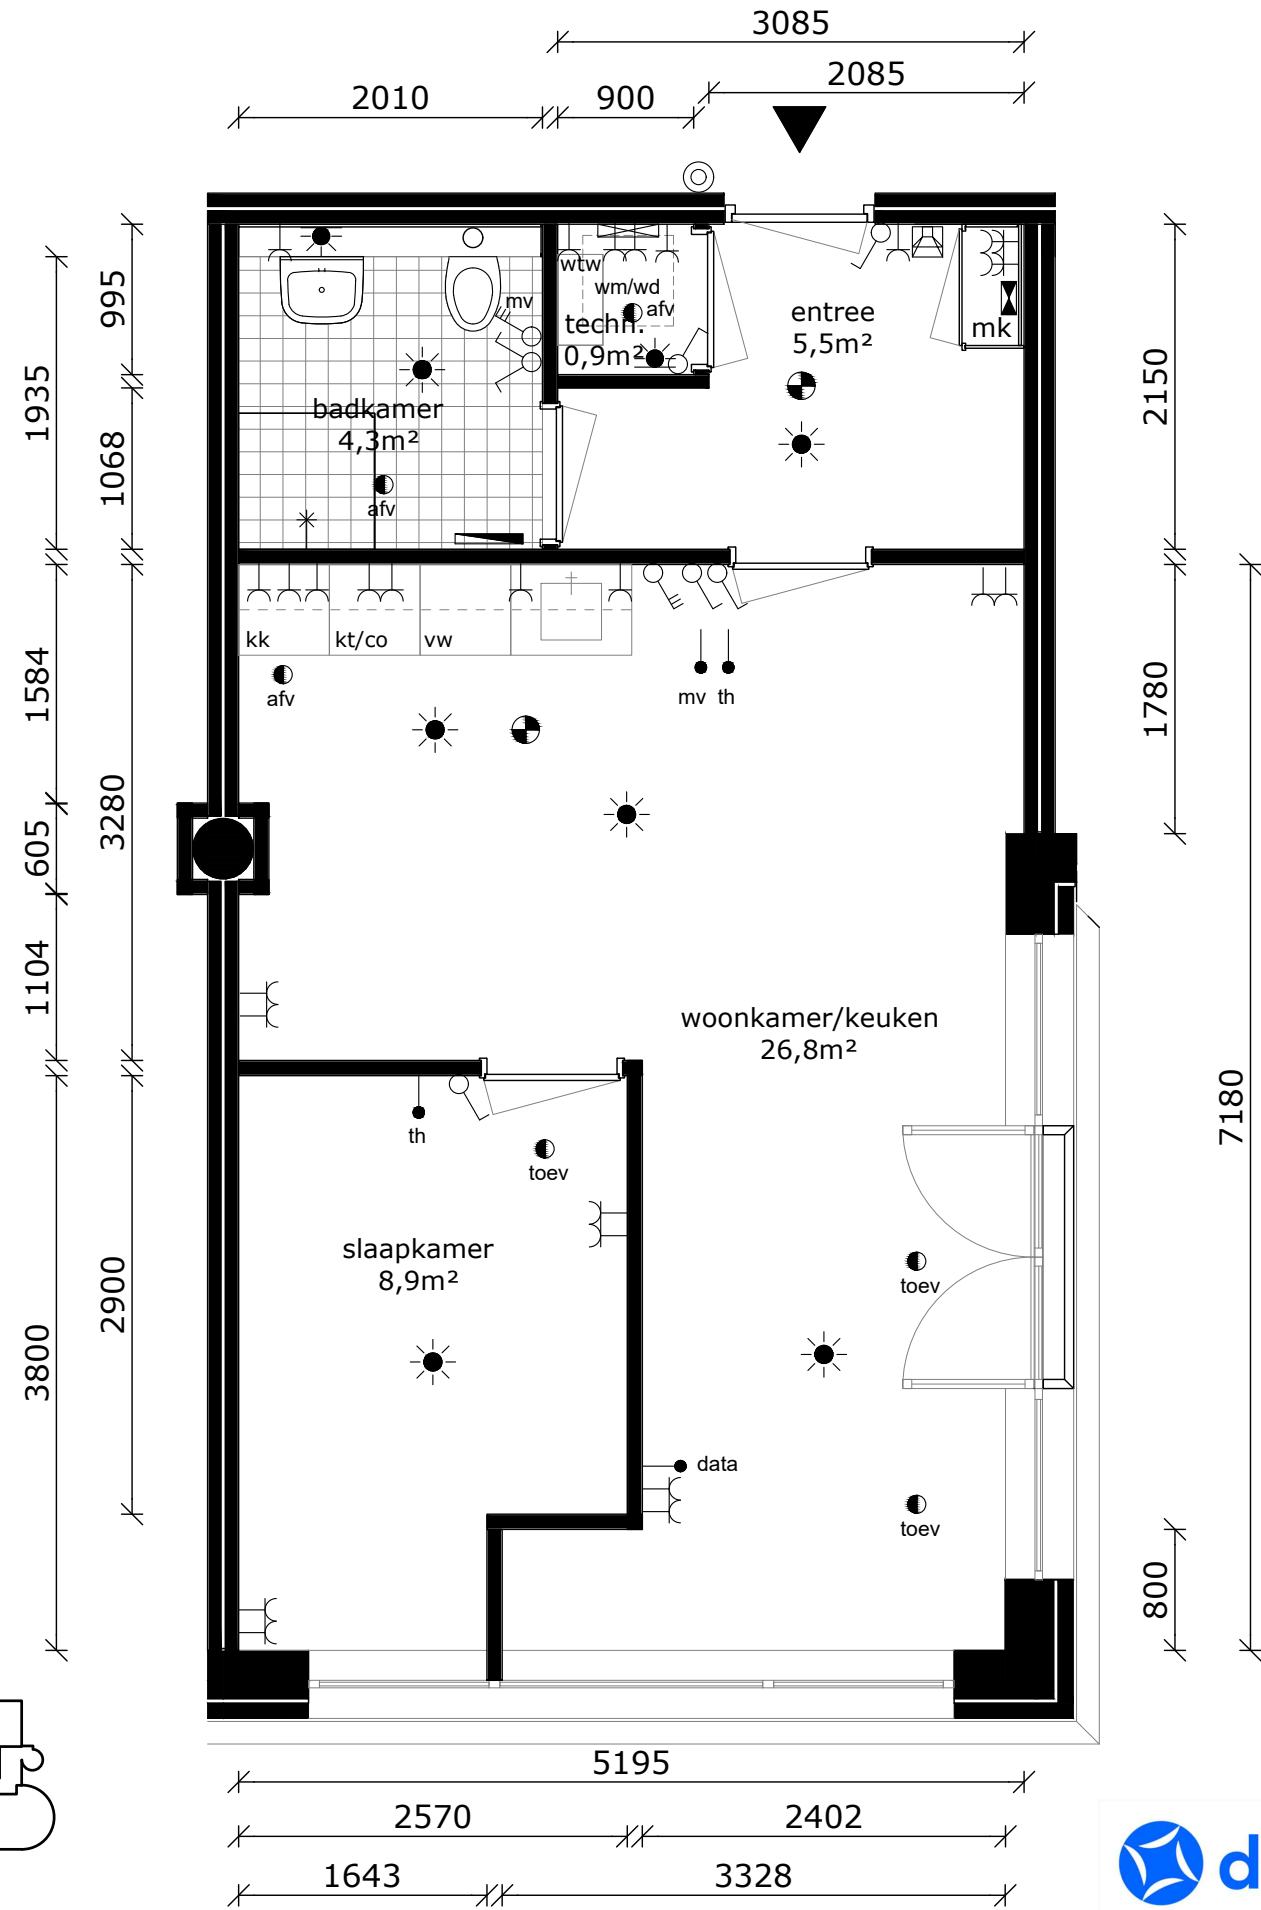 3085
2085
2010
900
995
1935
1068
2150
wtw
wm/wd
afv
techn.
0,9m²
mv
entree
5,5m²
mk
badkamer
4,3m²
afv
kk
kt/co
vw
afv
mv
th
1584
1780
3280
605
1104
woonkamer/keuken
26,8m²
7180
th
toev
slaapkamer
8,9m²
toev
2900
3800
data
toev
800
5195
2570
2402
1643
3328
d